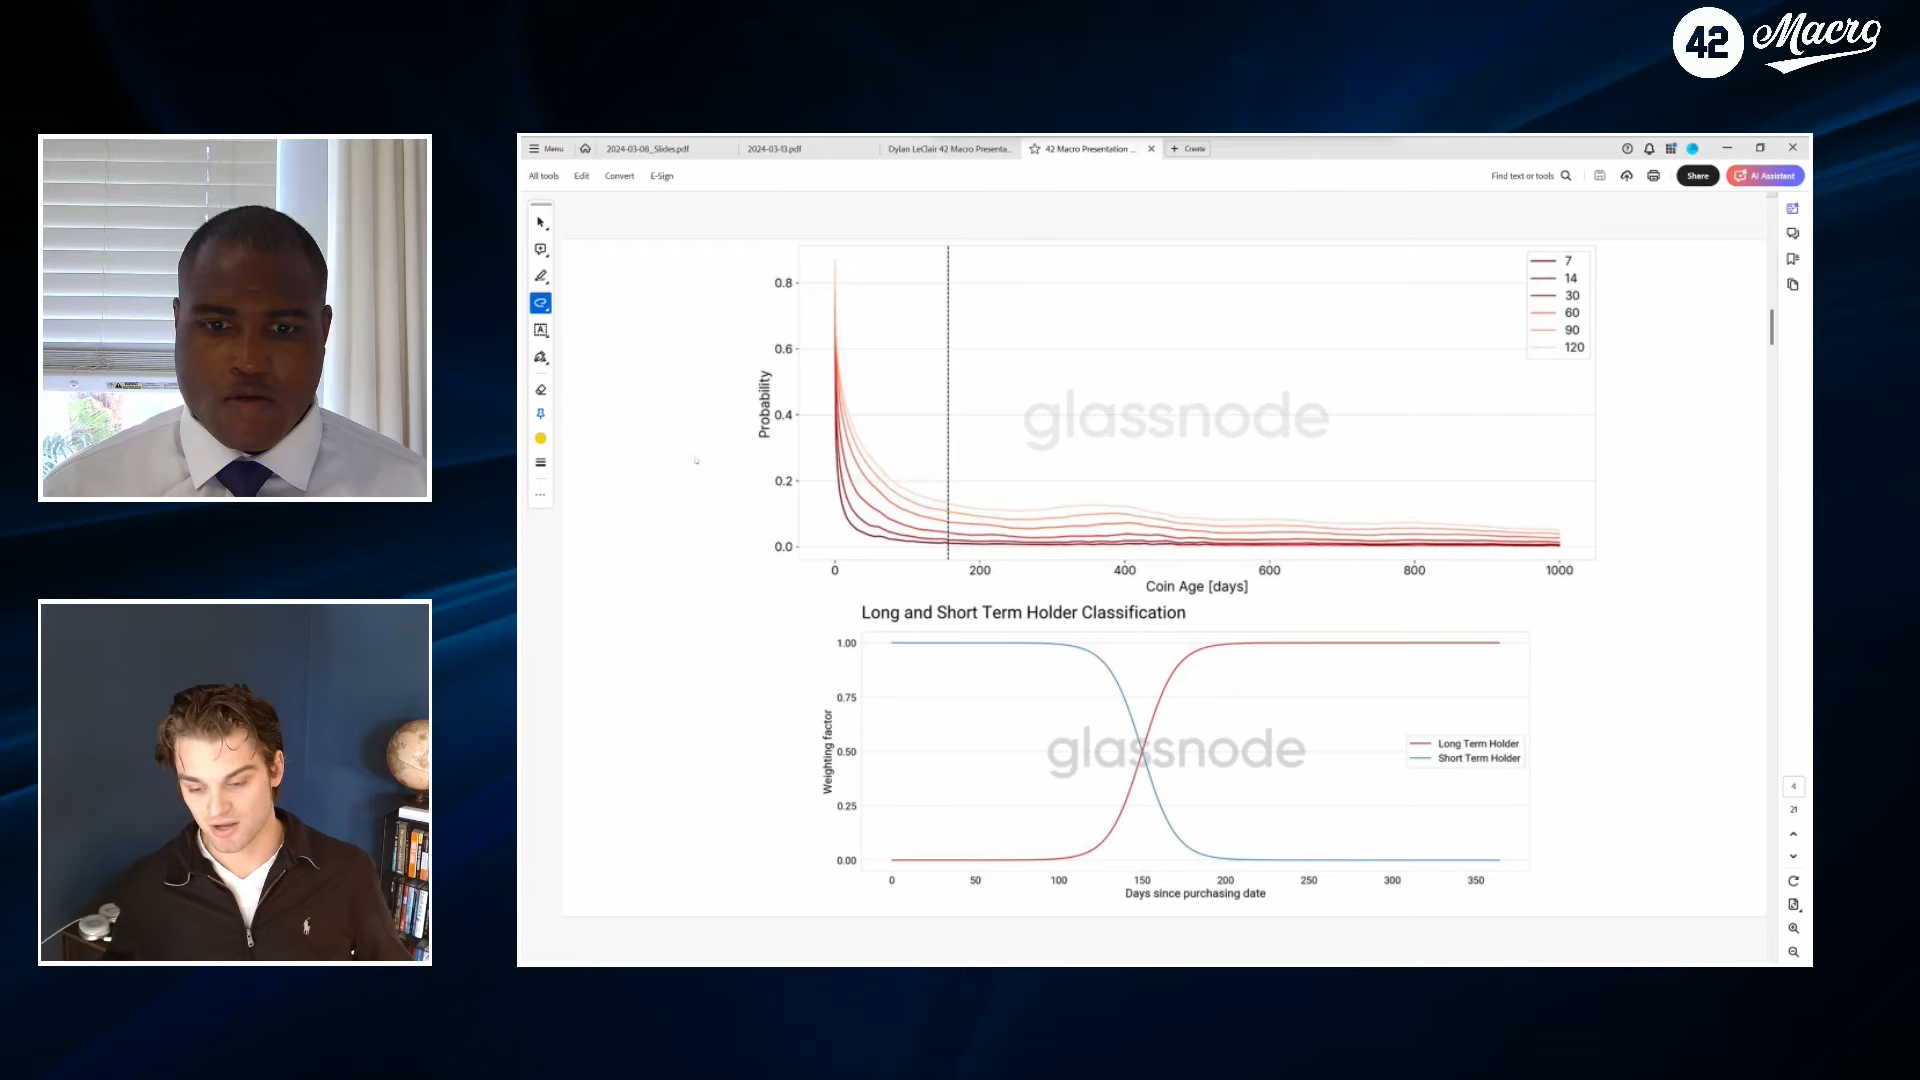 42 Macro
Menu
2024-03-08_Slides.pdf
2024-03-13.pdf
Dylan LeClair 42 Macro Presenta...
42 Macro Presentation ...
Create
All tools
Edit
Convert
E-Sign
Find text or tools
Share
AI Assistant
0.8
0.6
0.4
0.2
0.0
Probability
glassnode
7
14
30
60
90
120
0 200 400 600 800 1000
Coin Age [days]
Long and Short Term Holder Classification
1.00
0.75
0.50
0.25
0.00
Weighting factor
glassnode
Long Term Holder
Short Term Holder
0 50 100 150 200 250 300 350
Days since purchasing date
4
21